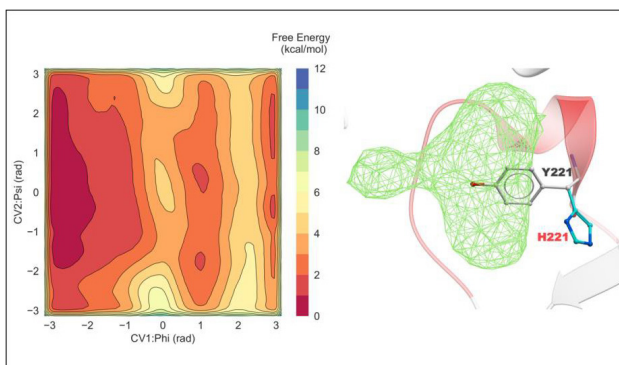 Free Energy
(kcal/mol)
3
2
1
0
−1
−2
−3
CV2:Psi (rad)
−3 −2 −1 0 1 2 3
CV1:Phi (rad)
12
10
8
6
4
2
0
Y221
H221